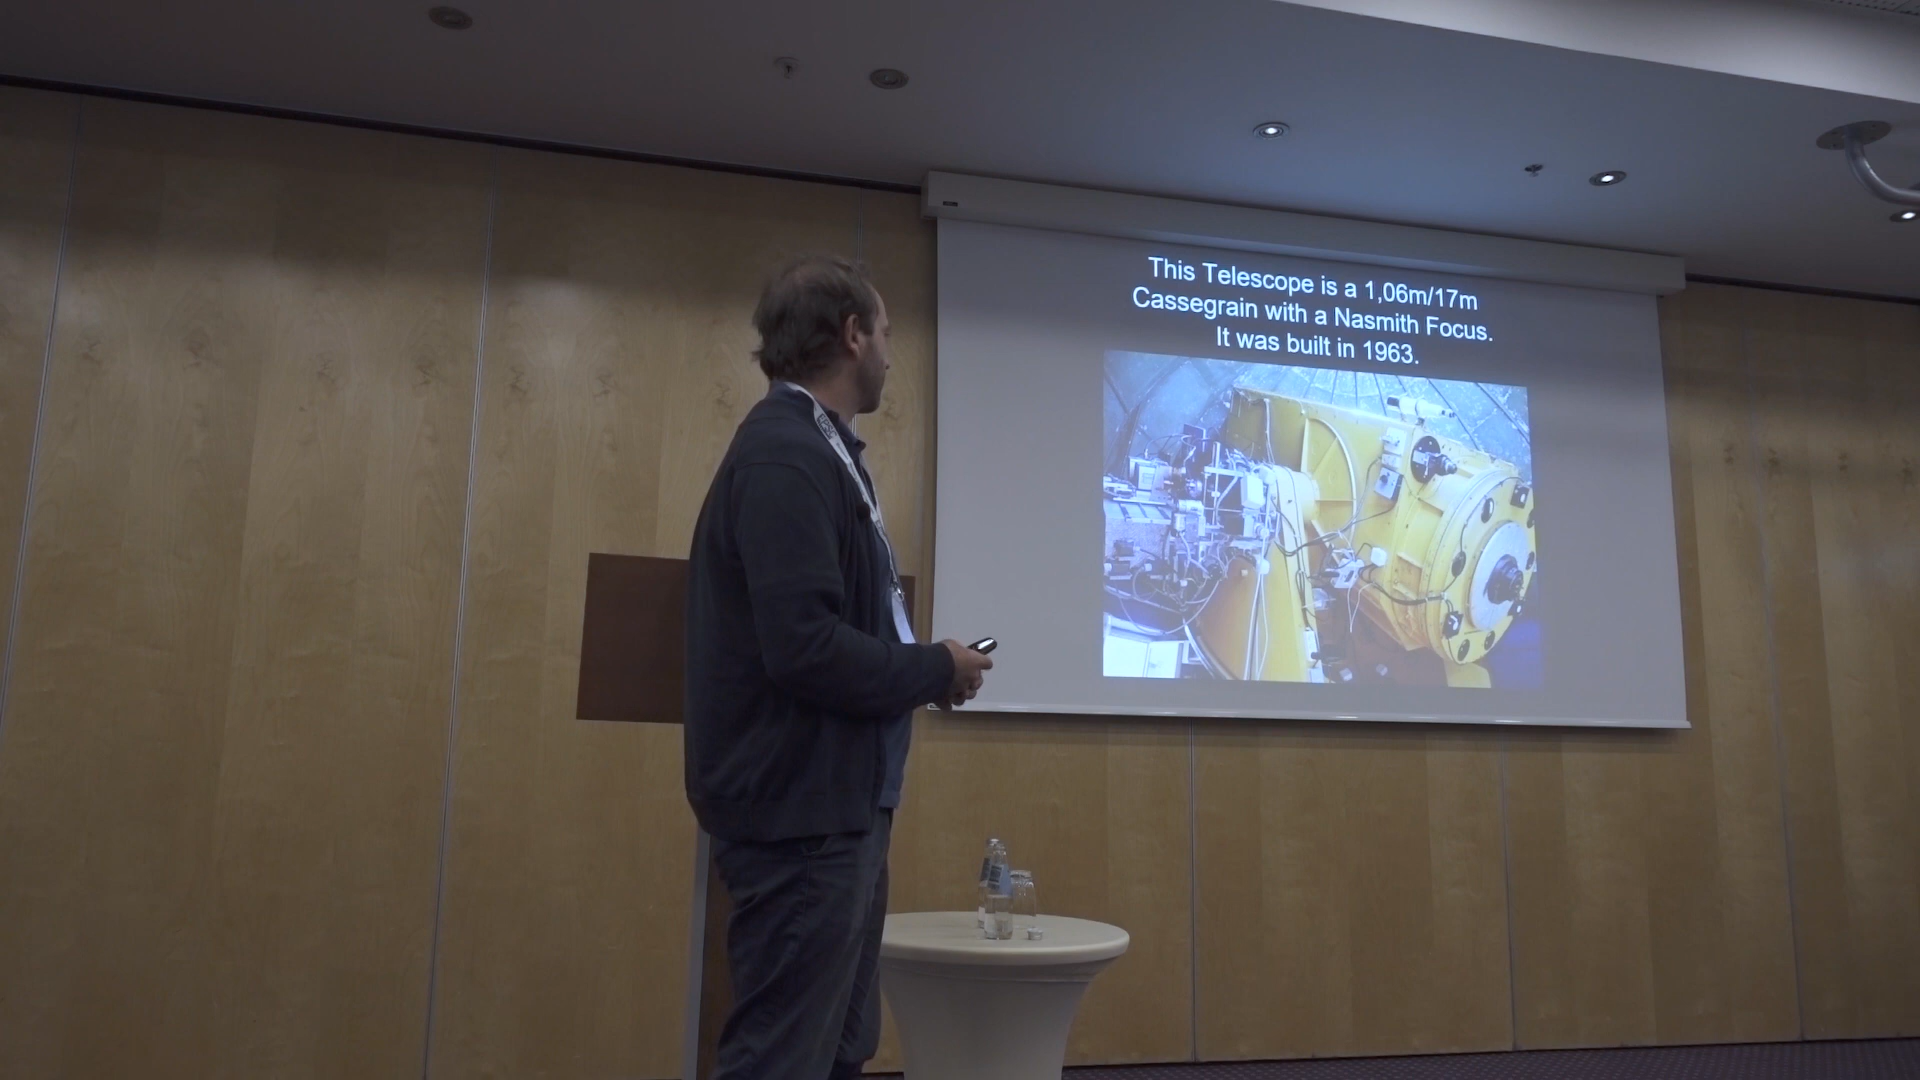 This Telescope is a 1,06m/17m
Cassegrain with a Nasmith Focus.
It was built in 1963.